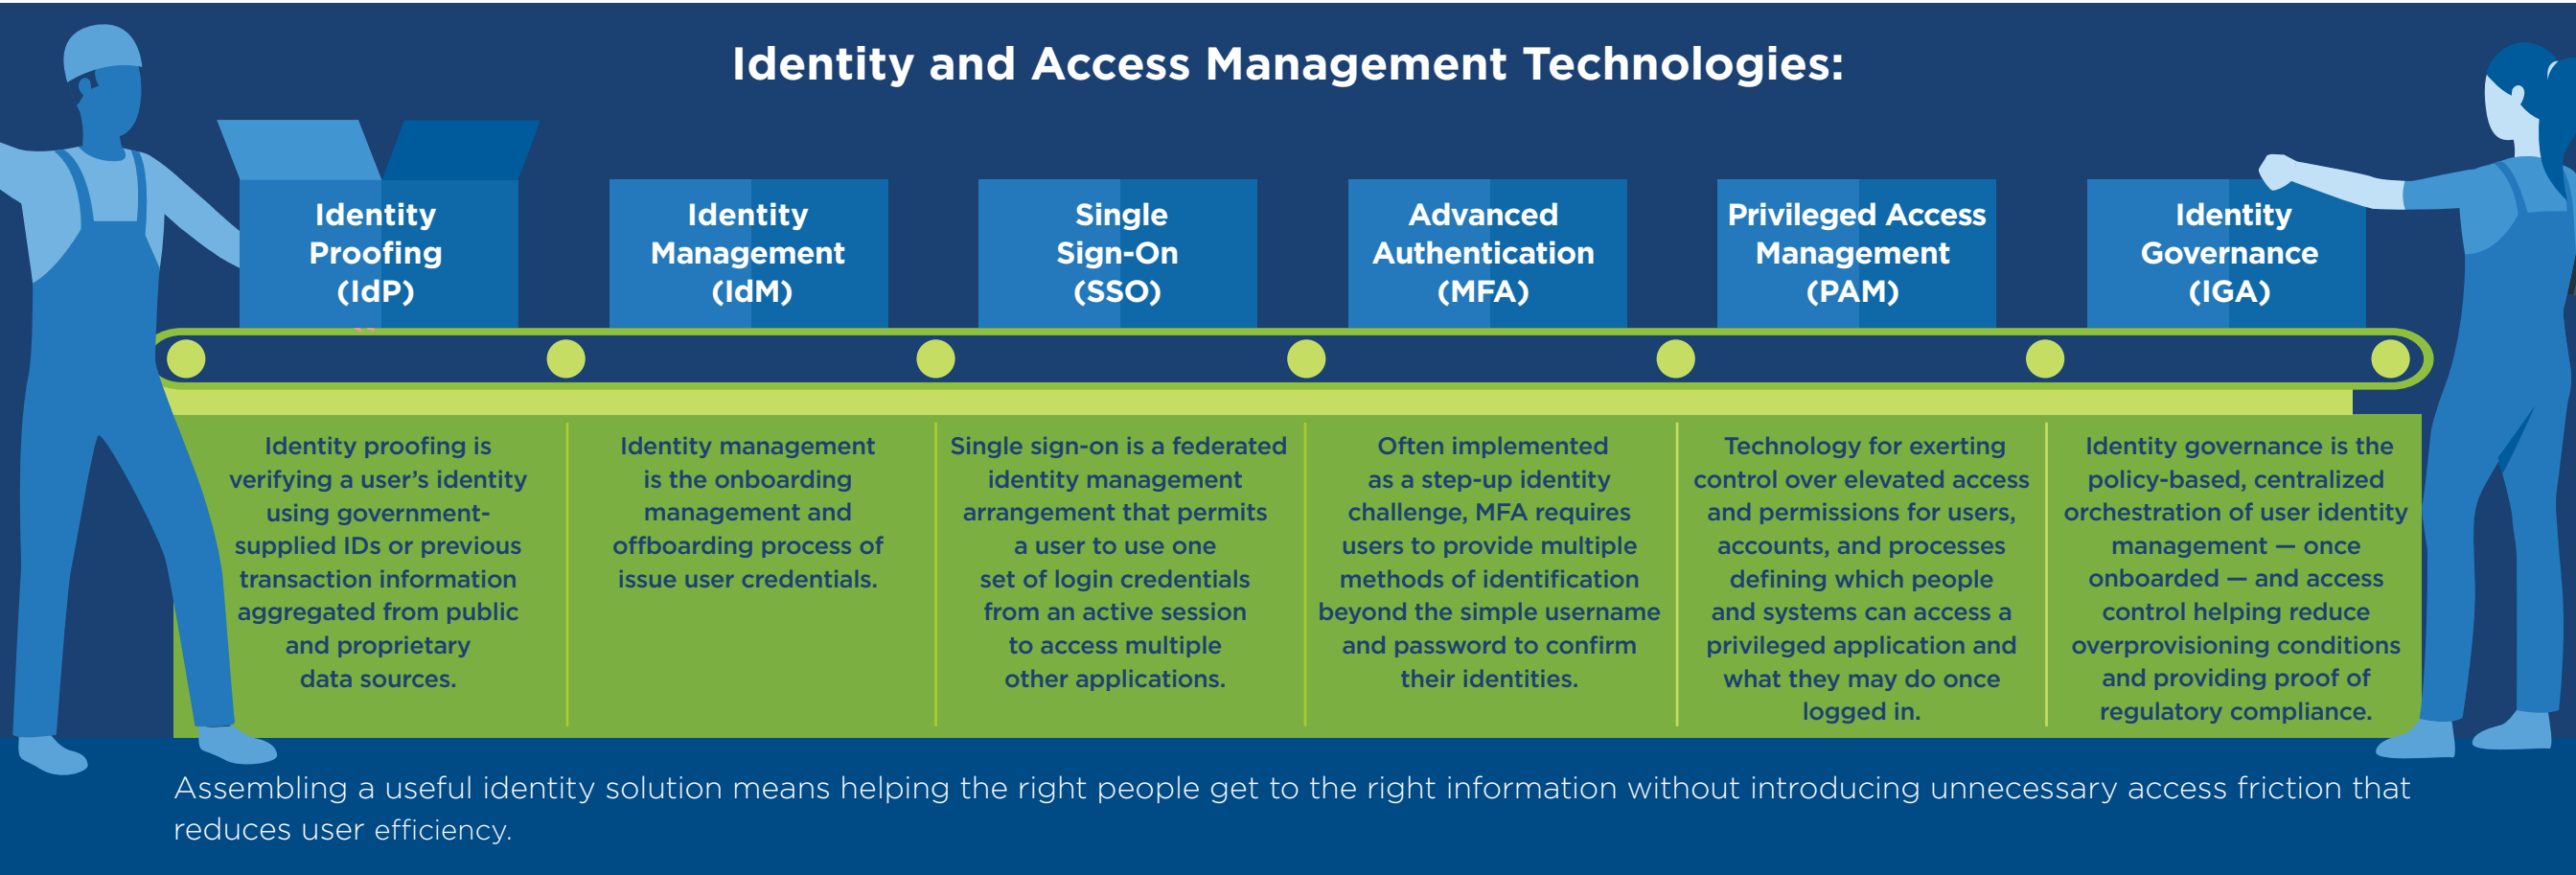 Identity and Access Management Technologies:
Identity
Proofing
(IdP)
Identity
Management
(IdM)
Single
Sign-On
(SSO)
Advanced
Authentication
(MFA)
Privileged Access
Management
(PAM)
Identity
Governance
(IGA)
Identity proofing is
verifying a user’s identity
using government-
supplied IDs or previous
transaction information
aggregated from public
and proprietary
data sources.
Identity management
is the onboarding
management and
offboarding process of
issue user credentials.
Single sign-on is a federated
identity management
arrangement that permits
a user to use one
set of login credentials
from an active session
to access multiple
other applications.
Often implemented
as a step-up identity
challenge, MFA requires
users to provide multiple
methods of identification
beyond the simple username
and password to confirm
their identities.
Technology for exerting
control over elevated access
and permissions for users,
accounts, and processes
defining which people
and systems can access a
privileged application and
what they may do once
logged in.
Identity governance is the
policy-based, centralized
orchestration of user identity
management — once
onboarded — and access
control helping reduce
overprovisioning conditions
and providing proof of
regulatory compliance.
Assembling a useful identity solution means helping the right people get to the right information without introducing unnecessary access friction that
reduces user efficiency.